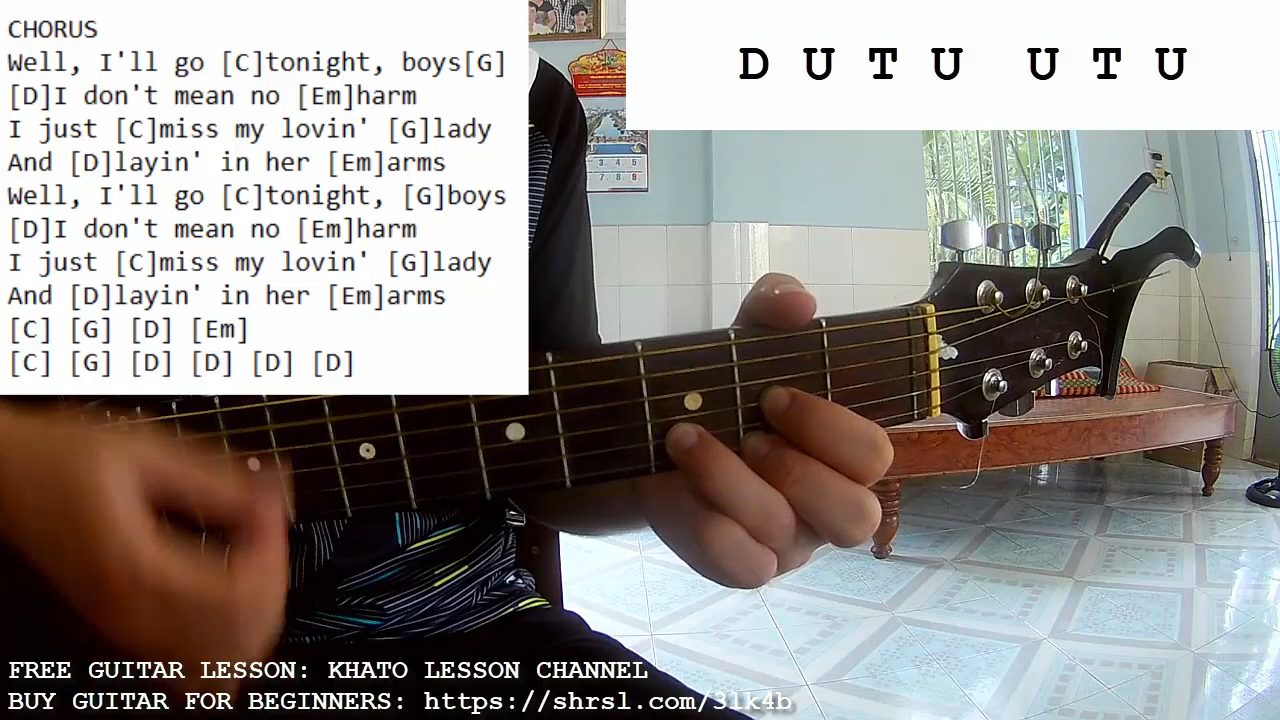 CHORUS
Well, I'll go [C]tonight, boys[G]
[D]I don't mean no [Em]harm
I just [C]miss my lovin' [G]lady
And [D]layin' in her [Em]arms
Well, I'll go [C]tonight, [G]boys
[D]I don't mean no [Em]harm
I just [C]miss my lovin' [G]lady
And [D]layin' in her [Em]arms
[C] [G] [D] [Em]
[C] [G] [D] [D] [D] [D]
D U T U U T U
3 4 5
FREE GUITAR LESSON: KHATO LESSON CHANNEL
BUY GUITAR FOR BEGINNERS: https://shrsl.com/31k4b